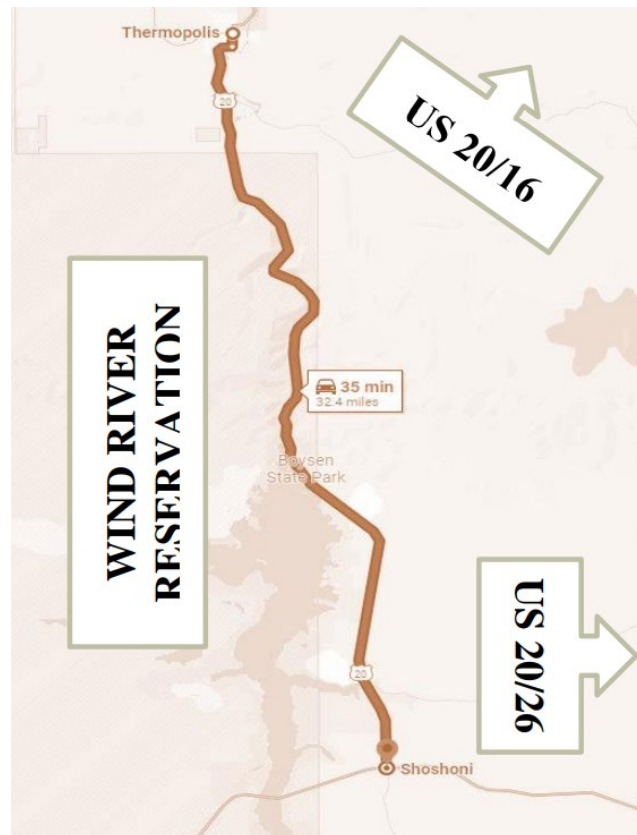 Thermopolis
20
US 20/16
WIND RIVER
RESERVATION
35 min
32.4 miles
Boysen
State Park
US 20/26
20
Shoshoni